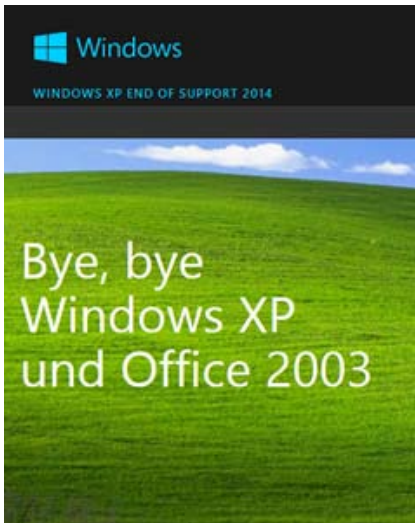 Windows
WINDOWS XP END OF SUPPORT 2014
Bye, bye
Windows XP
und Office 2003